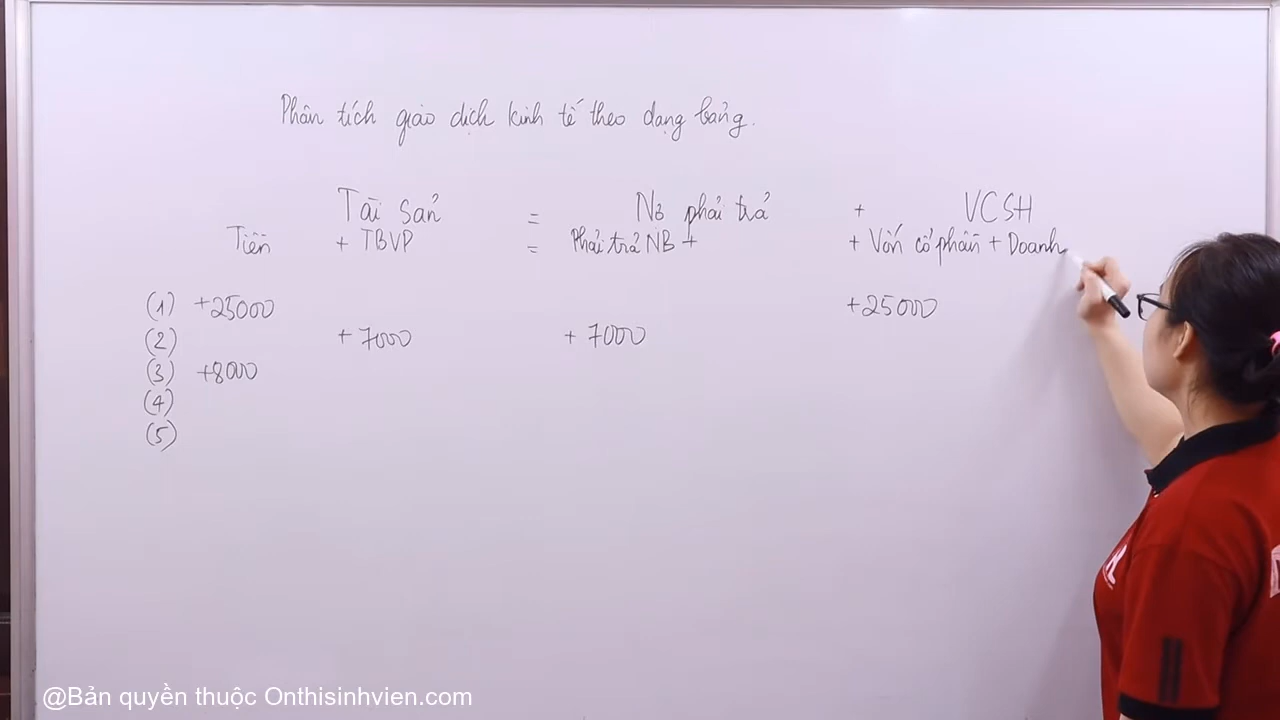 Phân tích giao dịch kinh tế theo dạng bảng.
Tài sản = Nợ phải trả + VCSH
Tiền + TBVP = Phải trả NB + + Vốn cổ phần + Doanh
(1) +25000 +25000
(2) + 7000 + 7000
(3) +8000
(4)
(5)
@Bản quyền thuộc Onthisinhvien.com